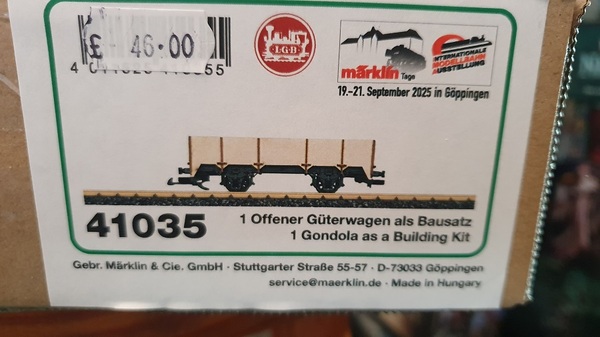 £ 46.00
LGB
märklin
Tage
INTERNATIONALE
MODELLBAHN
AUSSTELLUNG
19.–21. September 2025 in Göppingen
41035
1 Offener Güterwagen als Bausatz
1 Gondola as a Building Kit
Gebr. Märklin & Cie. GmbH · Stuttgarter Straße 55-57 · D-73033 Göppingen
service@maerklin.de · Made in Hungary